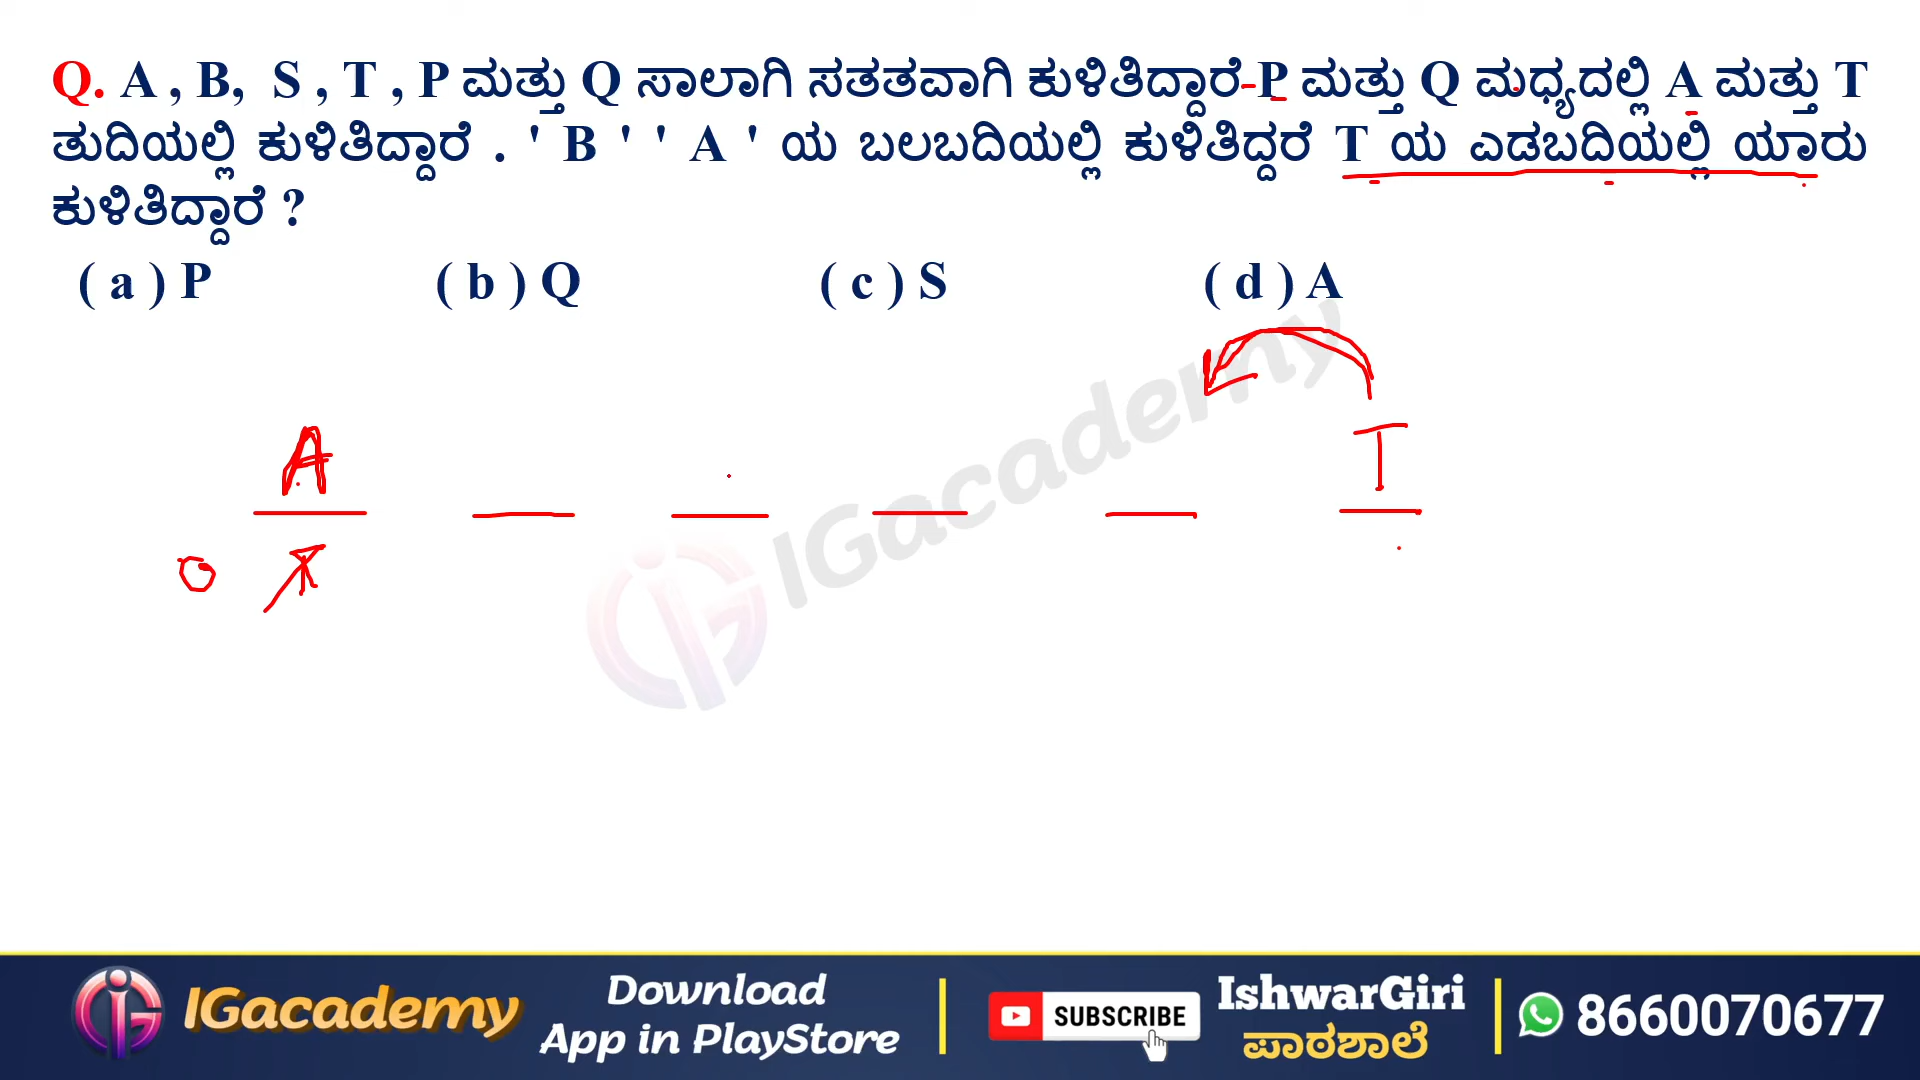 Q. A , B, S , T , P ಮತ್ತು Q ಸಾಲಾಗಿ ಸತತವಾಗಿ ಕುಳಿತಿದ್ದಾರೆ P ಮತ್ತು Q ಮಧ್ಯದಲ್ಲಿ A ಮತ್ತು T
ತುದಿಯಲ್ಲಿ ಕುಳಿತಿದ್ದಾರೆ . ' B ' ' A ' ಯ ಬಲಬದಿಯಲ್ಲಿ ಕುಳಿತಿದ್ದರೆ T ಯ ಎಡಬದಿಯಲ್ಲಿ ಯಾರು
ಕುಳಿತಿದ್ದಾರೆ ?
( a ) P ( b ) Q ( c ) S ( d ) A
A T
IGacademy
IGacademy
Download
App in PlayStore
SUBSCRIBE
IshwarGiri
ಪಾಠಶಾಲೆ
8660070677